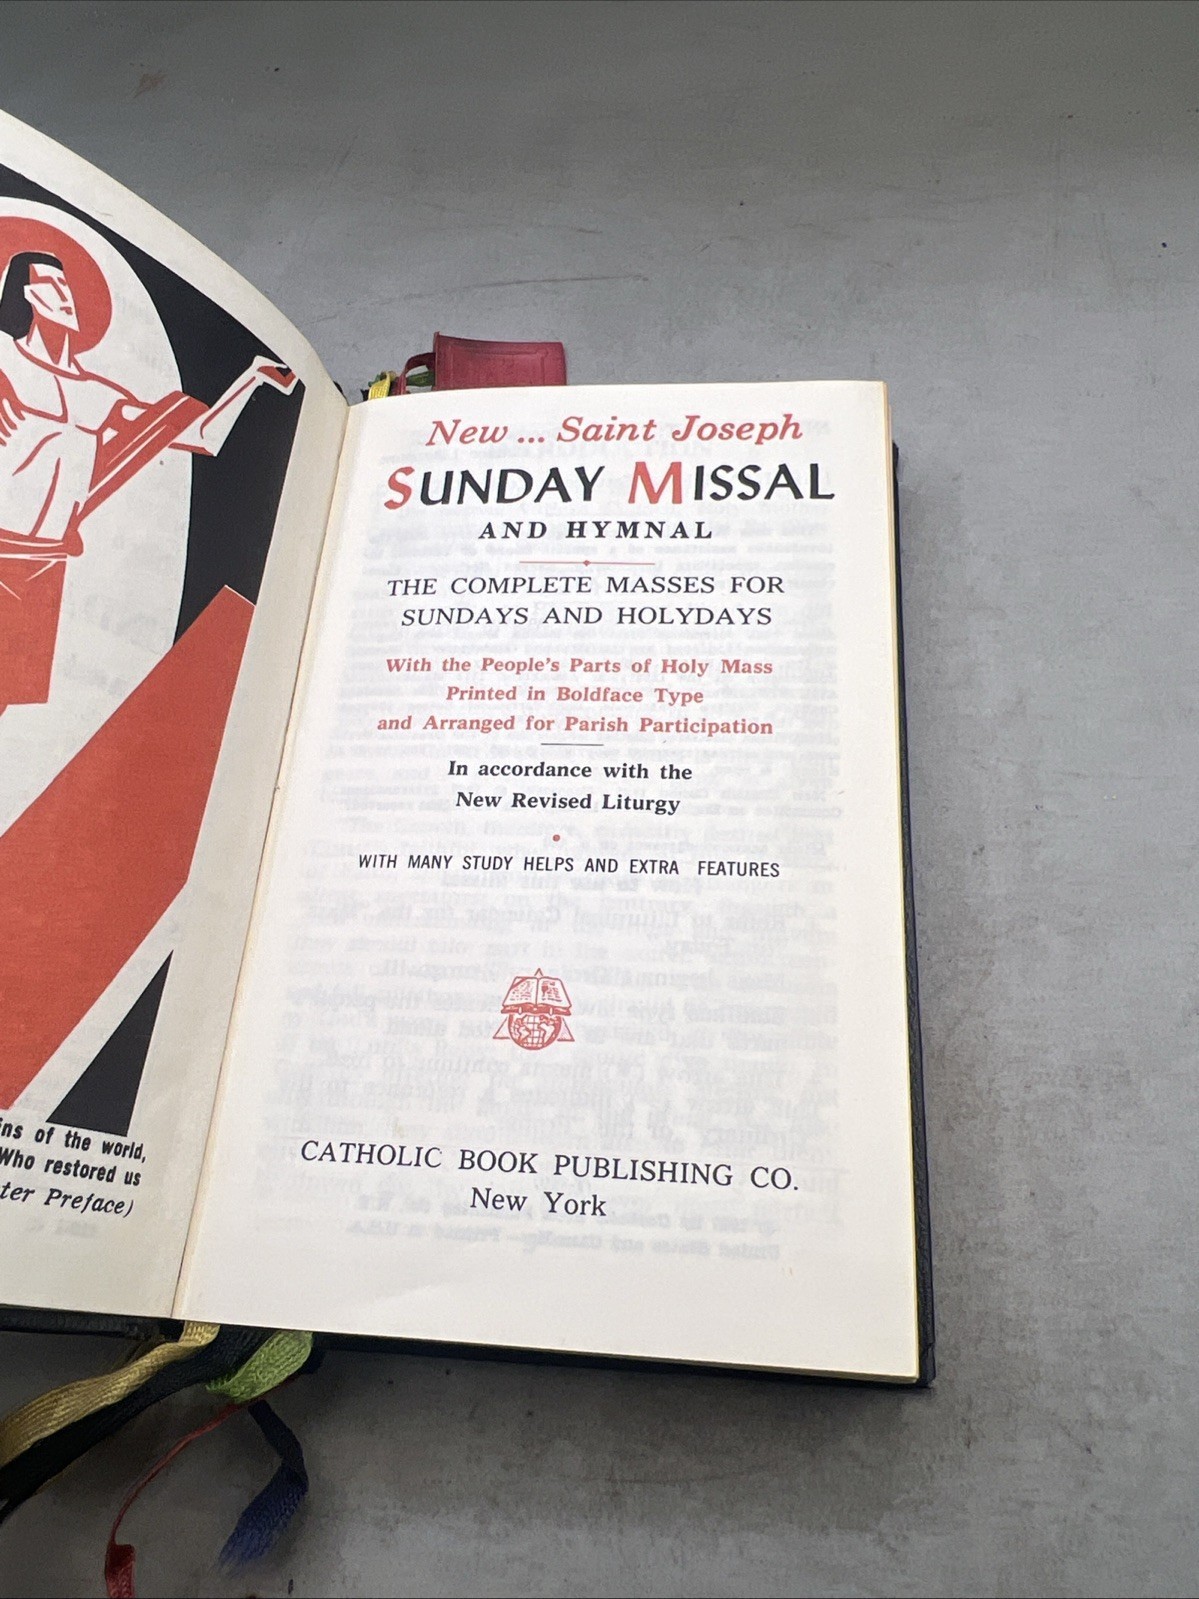 ins of the world,
Who restored us
ter Preface)
New ... Saint Joseph
SUNDAY MISSAL
AND HYMNAL
THE COMPLETE MASSES FOR
SUNDAYS AND HOLYDAYS
With the People's Parts of Holy Mass
Printed in Boldface Type
and Arranged for Parish Participation
In accordance with the
New Revised Liturgy
WITH MANY STUDY HELPS AND EXTRA FEATURES
CATHOLIC BOOK PUBLISHING CO.
New York